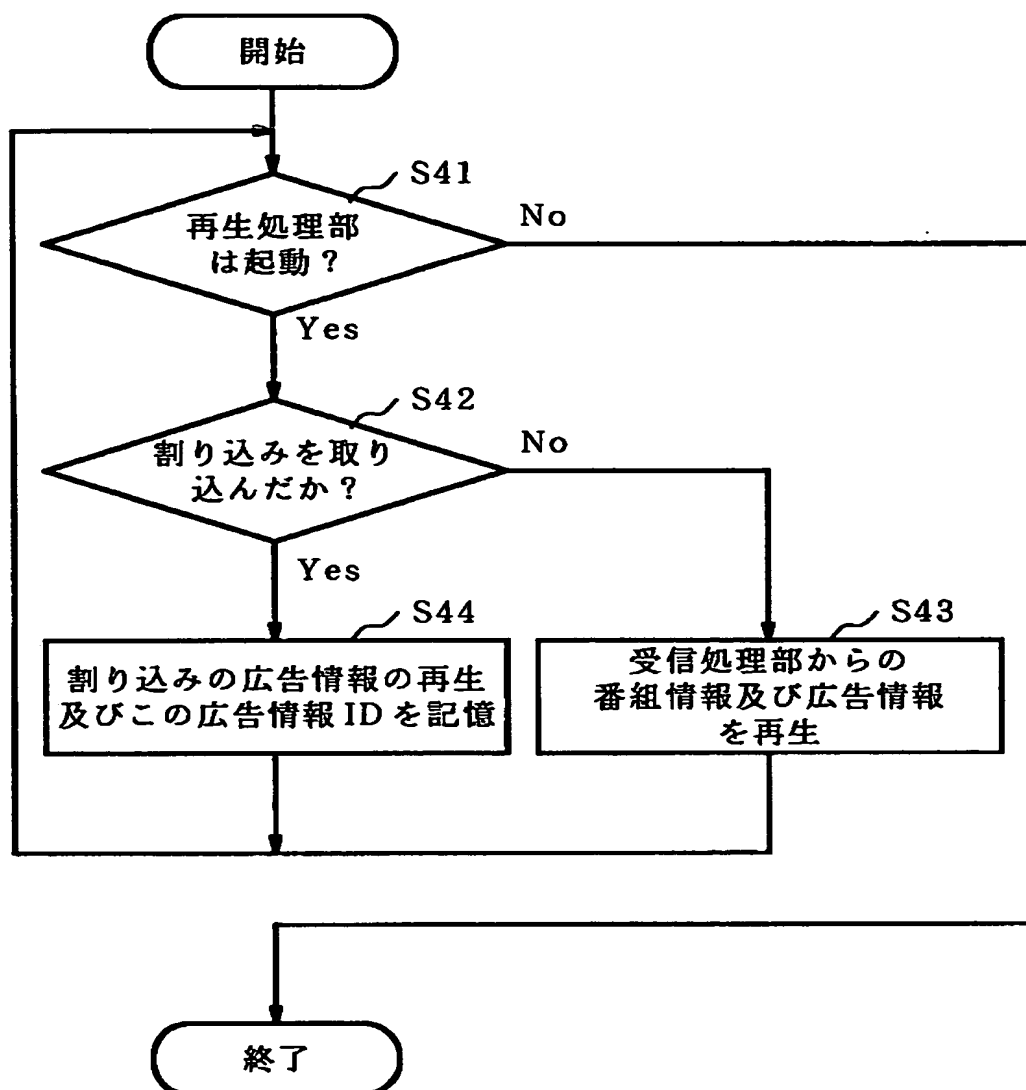 開始
S41
再生処理部
は起動？
No
Yes
S42
割り込みを取り
込んだか？
No
Yes
S44
割り込みの広告情報の再生
及びこの広告情報IDを記憶
S43
受信処理部からの
番組情報及び広告情報
を再生
終了